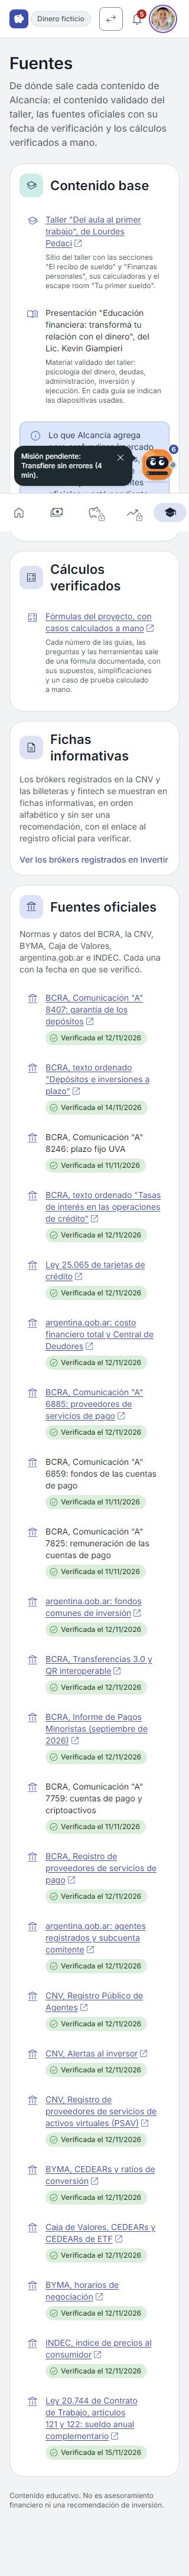 Dinero ficticio
5
Fuentes
De dónde sale cada contenido de
Alcancía: el contenido validado del
taller, las fuentes oficiales con su
fecha de verificación y los cálculos
verificados a mano.
Contenido base
Taller "Del aula al primer
trabajo", de Lourdes
Pedaci
Sitio del taller con las secciones
"El recibo de sueldo" y "Finanzas
personales", sus calculadoras y el
escape room "Tu primer sueldo".
Presentación "Educación
financiera: transformá tu
relación con el dinero", del
Lic. Kevin Giampieri
Material validado del taller:
psicología del dinero, deudas,
administración, inversión y
ejecución. En cada guía se indican
las diapositivas usadas.
Lo que Alcancía agrega
Misión pendiente:
Transfiere sin errores (4
min).
6
Cálculos
verificados
Fórmulas del proyecto, con
casos calculados a mano
Cada número de las guías, las
preguntas y las herramientas sale
de una fórmula documentada, con
sus supuestos, simplificaciones
y un caso de prueba calculado
a mano.
Fichas
informativas
Los brókers registrados en la CNV y
las billeteras y fintech se muestran en
fichas informativas, en orden
alfabético y sin ser una
recomendación, con el enlace al
registro oficial para verificar.
Ver los brókers registrados en Invertir
Fuentes oficiales
Normas y datos del BCRA, la CNV,
BYMA, Caja de Valores,
argentina.gob.ar e INDEC. Cada una
con la fecha en que se verificó.
BCRA, Comunicación "A"
8407: garantía de los
depósitos
Verificada el 12/11/2026
BCRA, texto ordenado
"Depósitos e inversiones a
plazo"
Verificada el 14/11/2026
BCRA, Comunicación "A"
8246: plazo fijo UVA
Verificada el 11/11/2026
BCRA, texto ordenado "Tasas
de interés en las operaciones
de crédito"
Verificada el 12/11/2026
Ley 25.065 de tarjetas de
crédito
Verificada el 12/11/2026
argentina.gob.ar: costo
financiero total y Central de
Deudores
Verificada el 12/11/2026
BCRA, Comunicación "A"
6885: proveedores de
servicios de pago
Verificada el 12/11/2026
BCRA, Comunicación "A"
6859: fondos de las cuentas
de pago
Verificada el 11/11/2026
BCRA, Comunicación "A"
7825: remuneración de las
cuentas de pago
Verificada el 11/11/2026
argentina.gob.ar: fondos
comunes de inversión
Verificada el 12/11/2026
BCRA, Transferencias 3.0 y
QR interoperable
Verificada el 12/11/2026
BCRA, Informe de Pagos
Minoristas (septiembre de
2026)
Verificada el 12/11/2026
BCRA, Comunicación "A"
7759: cuentas de pago y
criptoactivos
Verificada el 11/11/2026
BCRA, Registro de
proveedores de servicios de
pago
Verificada el 12/11/2026
argentina.gob.ar: agentes
registrados y subcuenta
comitente
Verificada el 12/11/2026
CNV, Registro Público de
Agentes
Verificada el 12/11/2026
CNV, Alertas al inversor
Verificada el 12/11/2026
CNV, Registro de
proveedores de servicios de
activos virtuales (PSAV)
Verificada el 12/11/2026
BYMA, CEDEARs y ratios de
conversión
Verificada el 12/11/2026
Caja de Valores, CEDEARs y
CEDEARs de ETF
Verificada el 12/11/2026
BYMA, horarios de
negociación
Verificada el 12/11/2026
INDEC, índice de precios al
consumidor
Verificada el 12/11/2026
Ley 20.744 de Contrato
de Trabajo, artículos
121 y 122: sueldo anual
complementario
Verificada el 15/11/2026
Contenido educativo. No es asesoramiento
financiero ni una recomendación de inversión.